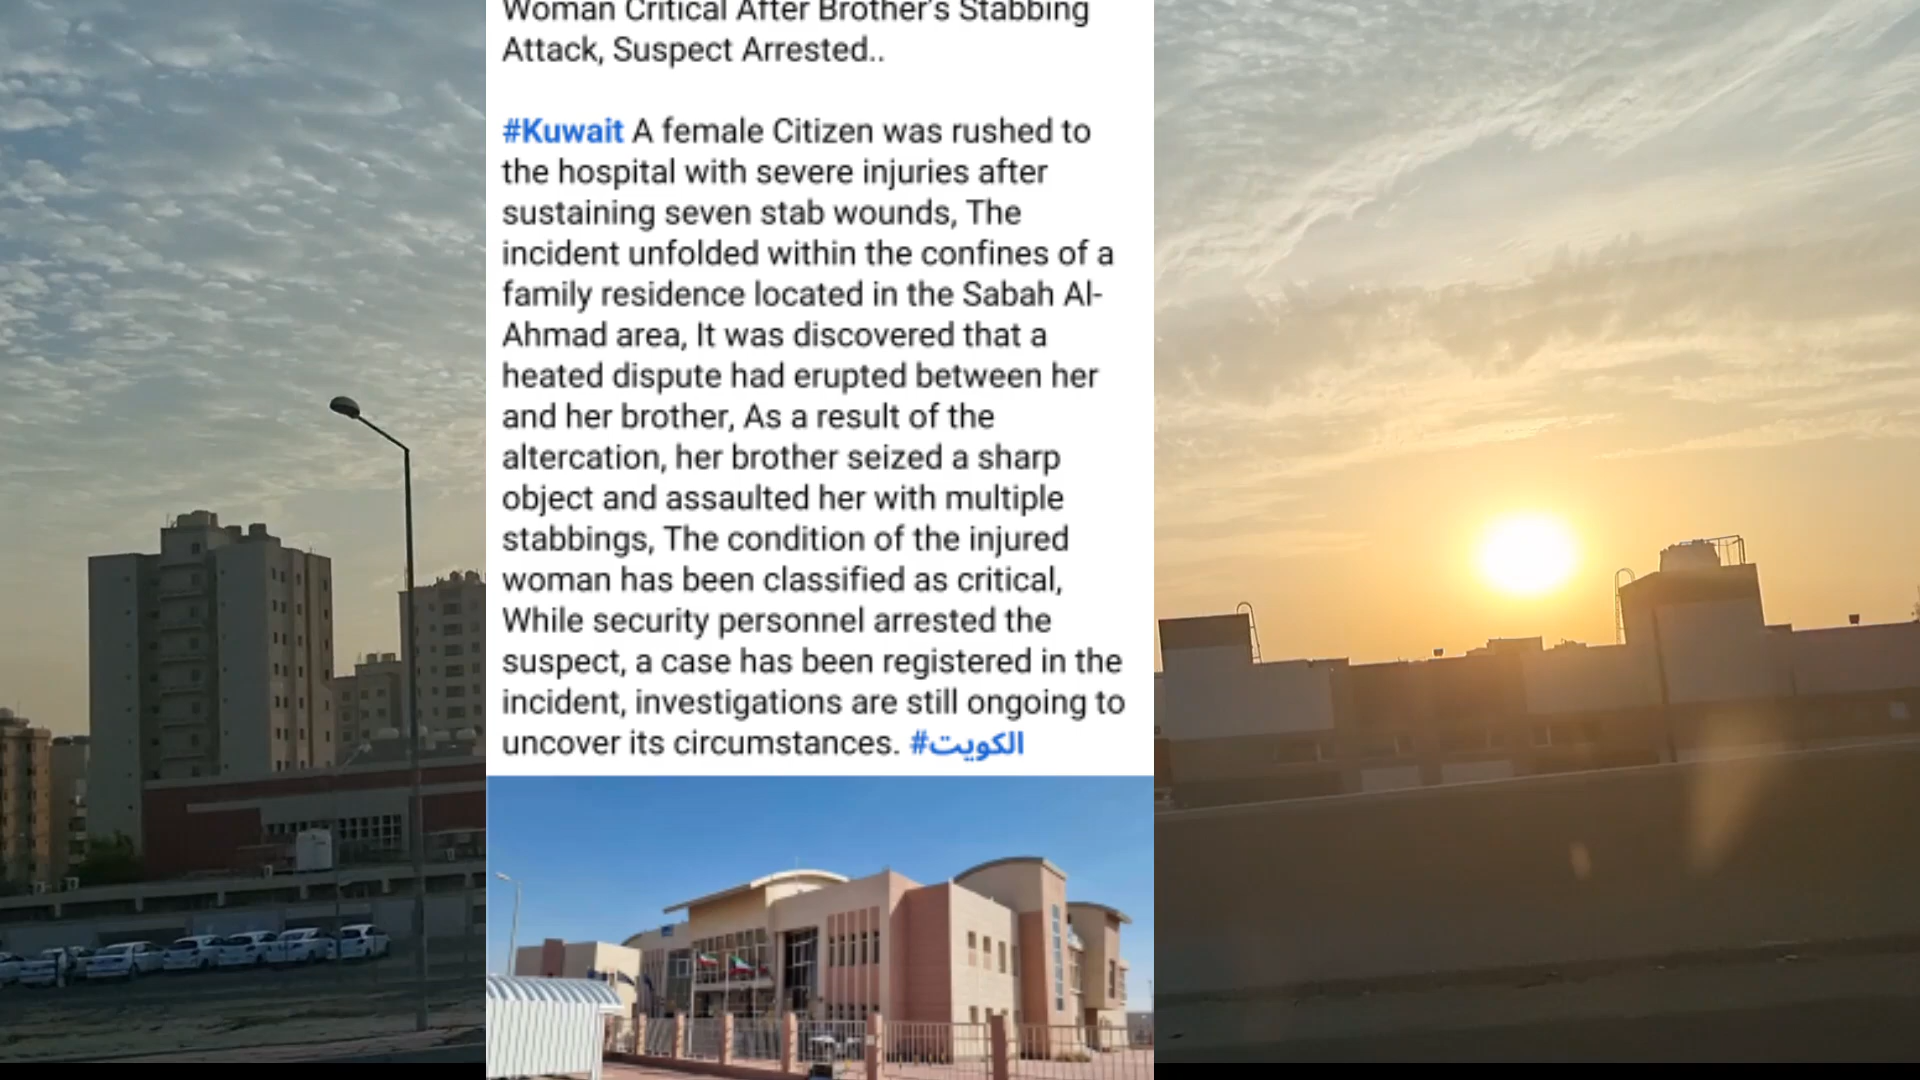 Woman Critical After Brother's Stabbing
Attack, Suspect Arrested..
#Kuwait A female Citizen was rushed to
the hospital with severe injuries after
sustaining seven stab wounds, The
incident unfolded within the confines of a
family residence located in the Sabah Al-
Ahmad area, It was discovered that a
heated dispute had erupted between her
and her brother, As a result of the
altercation, her brother seized a sharp
object and assaulted her with multiple
stabbings, The condition of the injured
woman has been classified as critical,
While security personnel arrested the
suspect, a case has been registered in the
incident, investigations are still ongoing to
uncover its circumstances. #الكويت